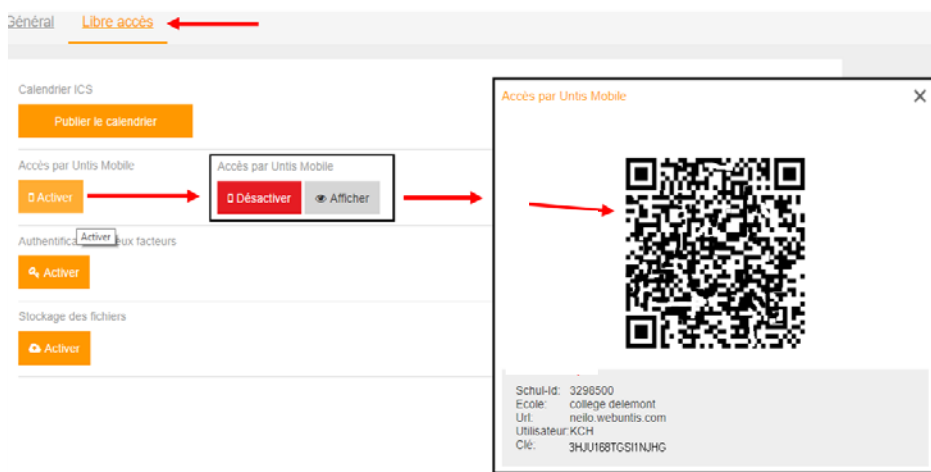 Général Libre accès
Calendrier ICS
Publier le calendrier
Accès par Untis Mobile
Activer
Activer
Accès par Untis Mobile
Désactiver Afficher
Authentifica eux facteurs
Activer
Stockage des fichiers
Activer
Accès par Untis Mobile
Schul-Id: 3298500
Ecole: college delemont
Url: neilo.webuntis.com
Utilisateur: KCH
Clé: 3HJU168TGSI1NJHG